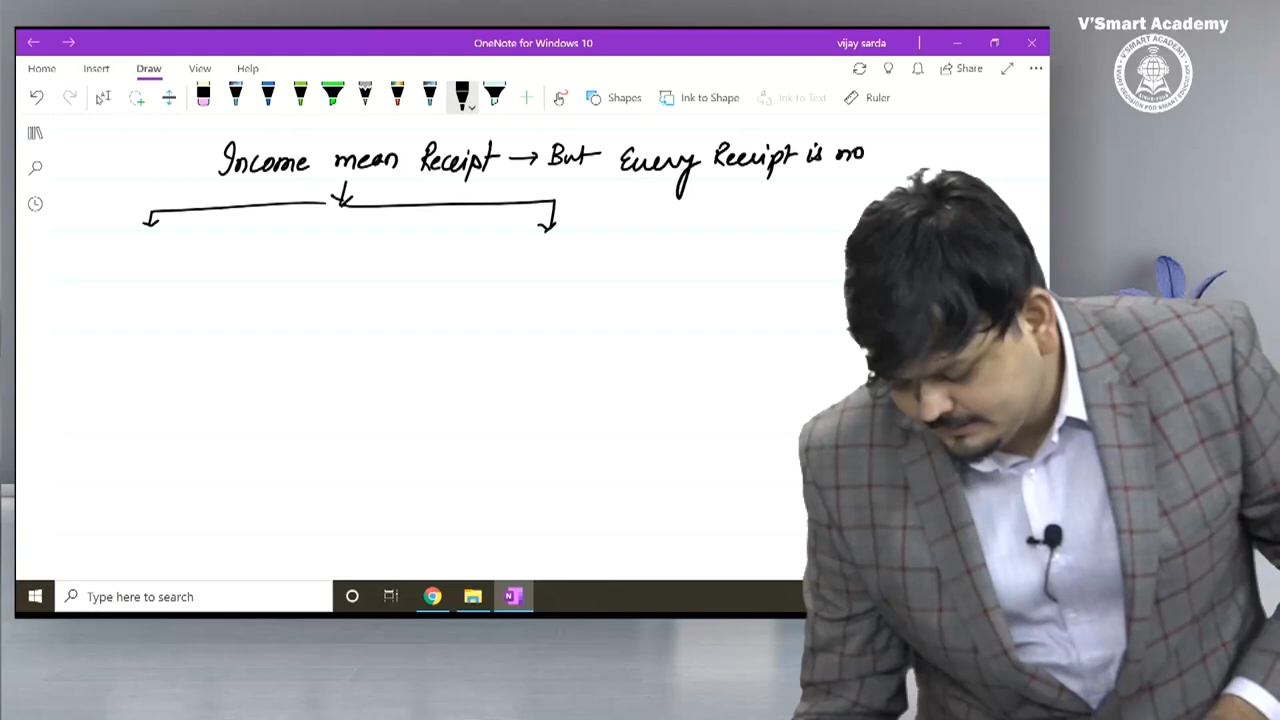 V'Smart Academy
OneNote for Windows 10
vijay sarda
Home Insert Draw View Help
Share
Shapes Ink to Shape Ink to Text Ruler
Income mean Receipt → But Every Receipt is no
Type here to search